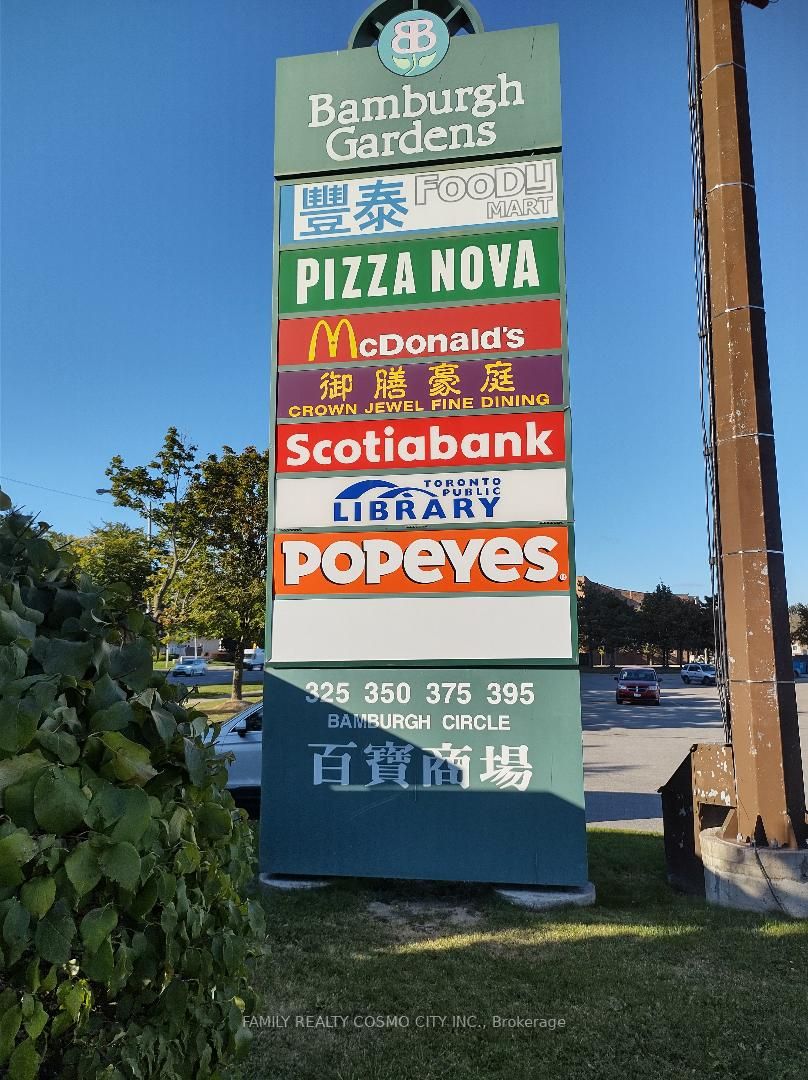 BB
Bamburgh
Gardens
豐泰 FOODY
MART
PIZZA NOVA
McDonald's
御膳豪庭
CROWN JEWEL FINE DINING
Scotiabank
TORONTO
PUBLIC
LIBRARY
POPEYES
325 350 375 395
BAMBURGH CIRCLE
百寶商場
FAMILY REALTY COSMO CITY INC., Brokerage